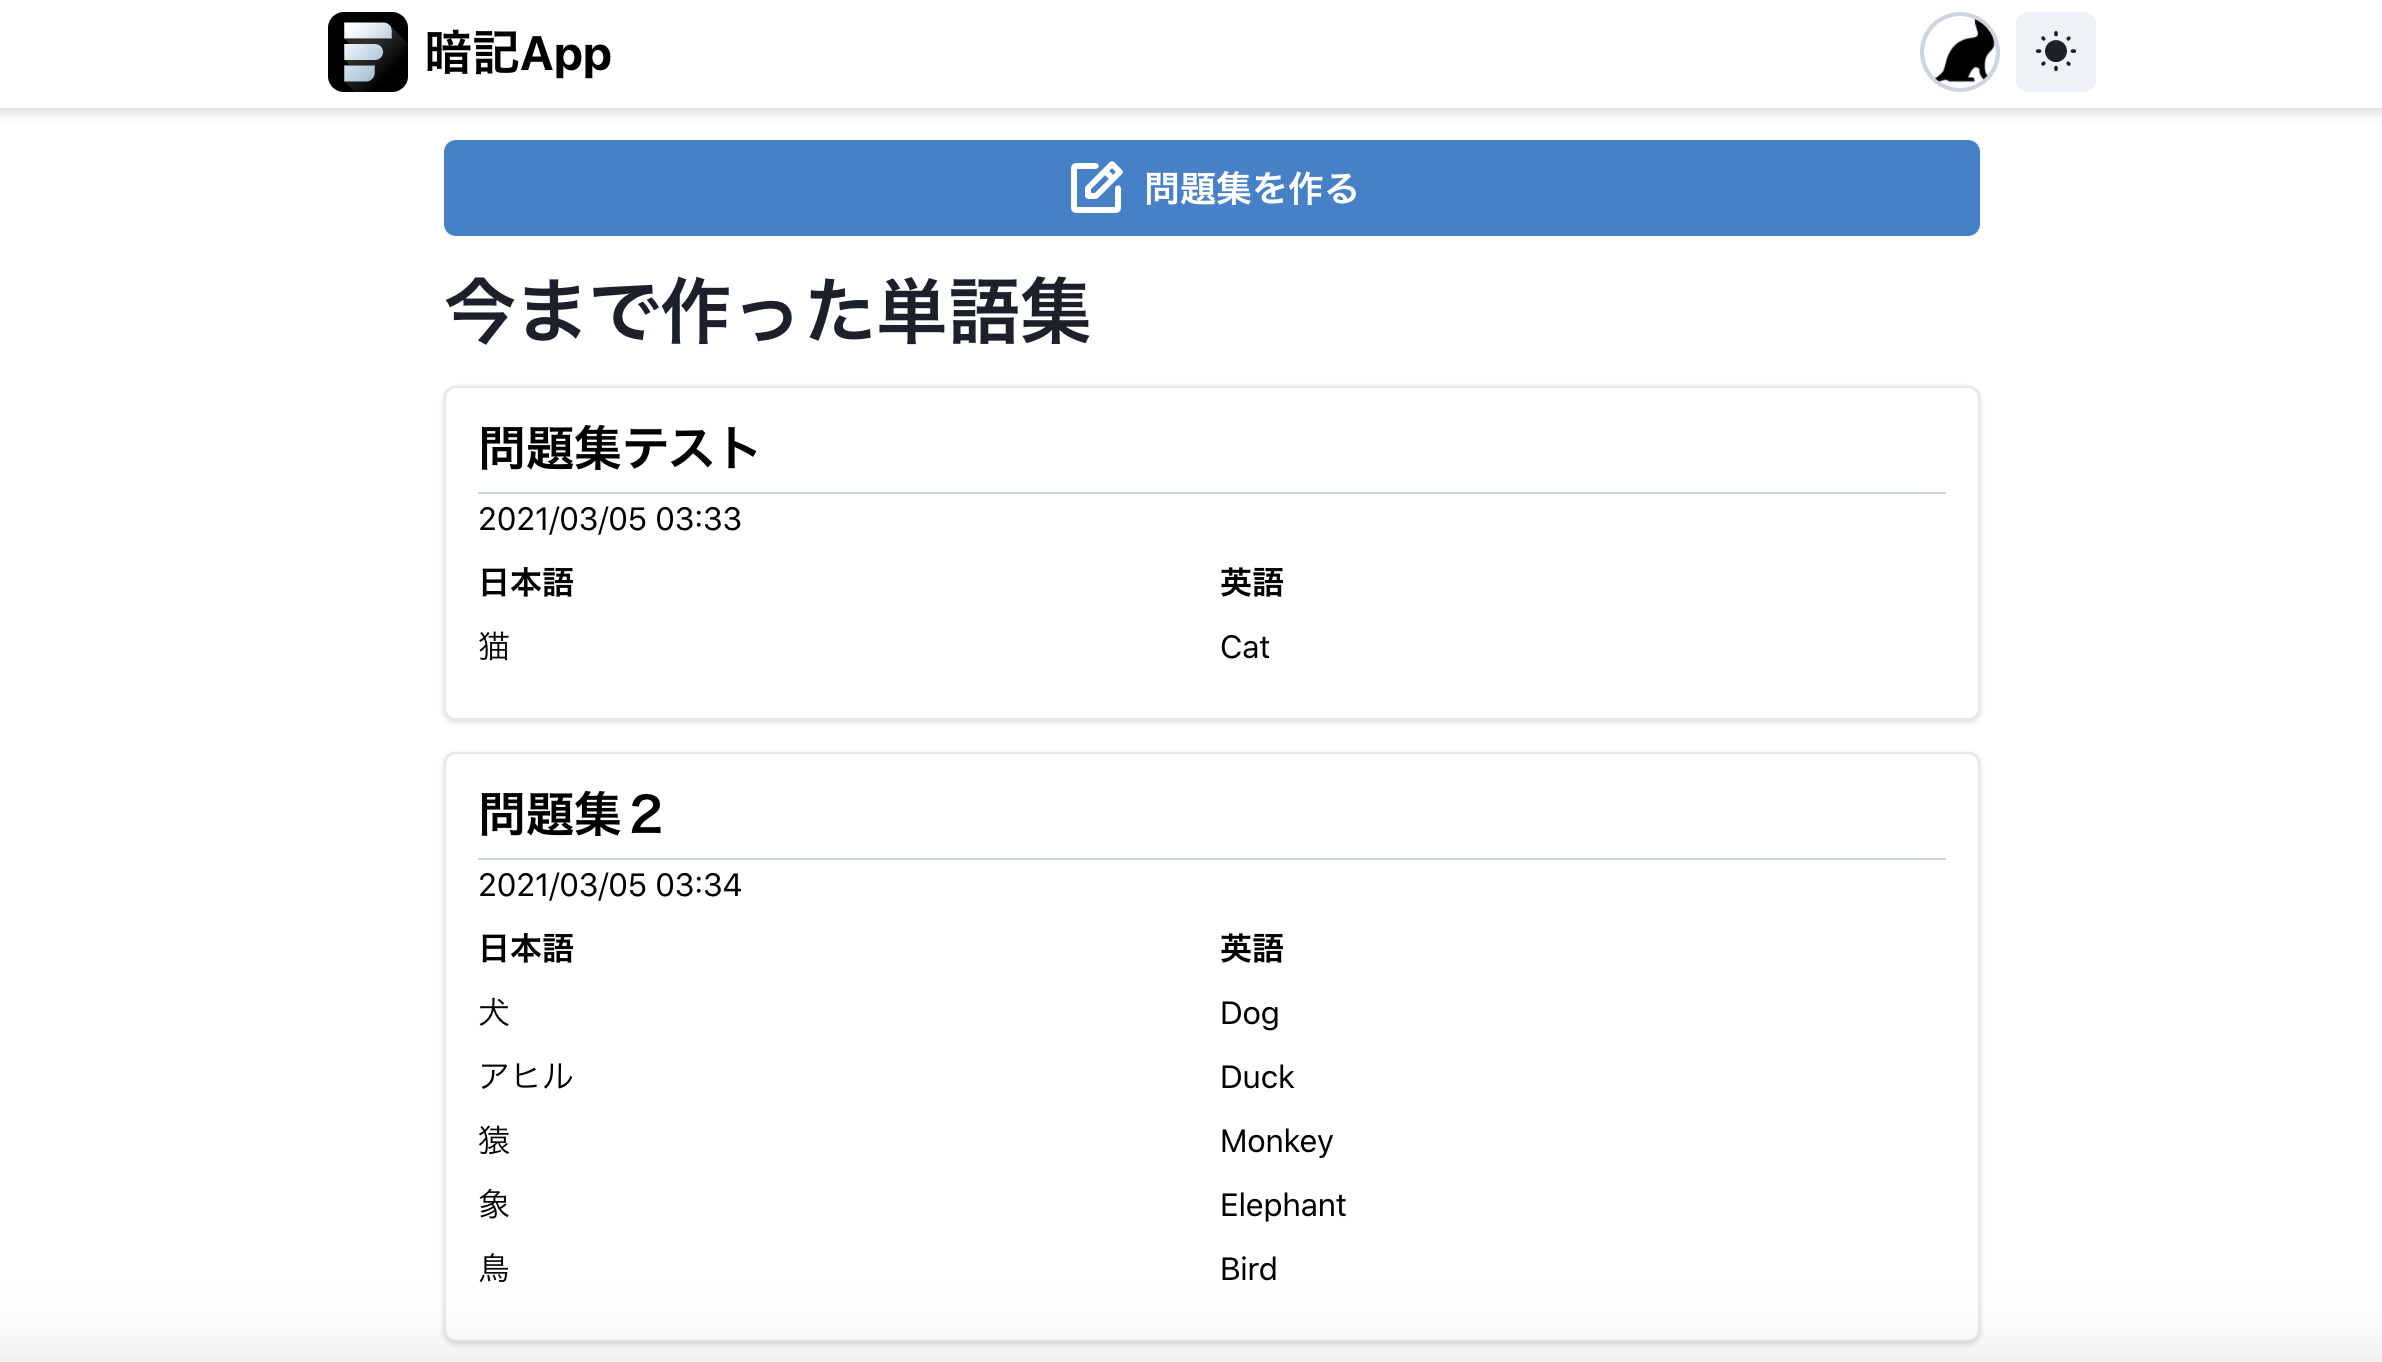 暗記App
問題集を作る
今まで作った単語集
問題集テスト
2021/03/05 03:33
日本語 英語
猫 Cat
問題集２
2021/03/05 03:34
日本語 英語
犬 Dog
アヒル Duck
猿 Monkey
象 Elephant
鳥 Bird